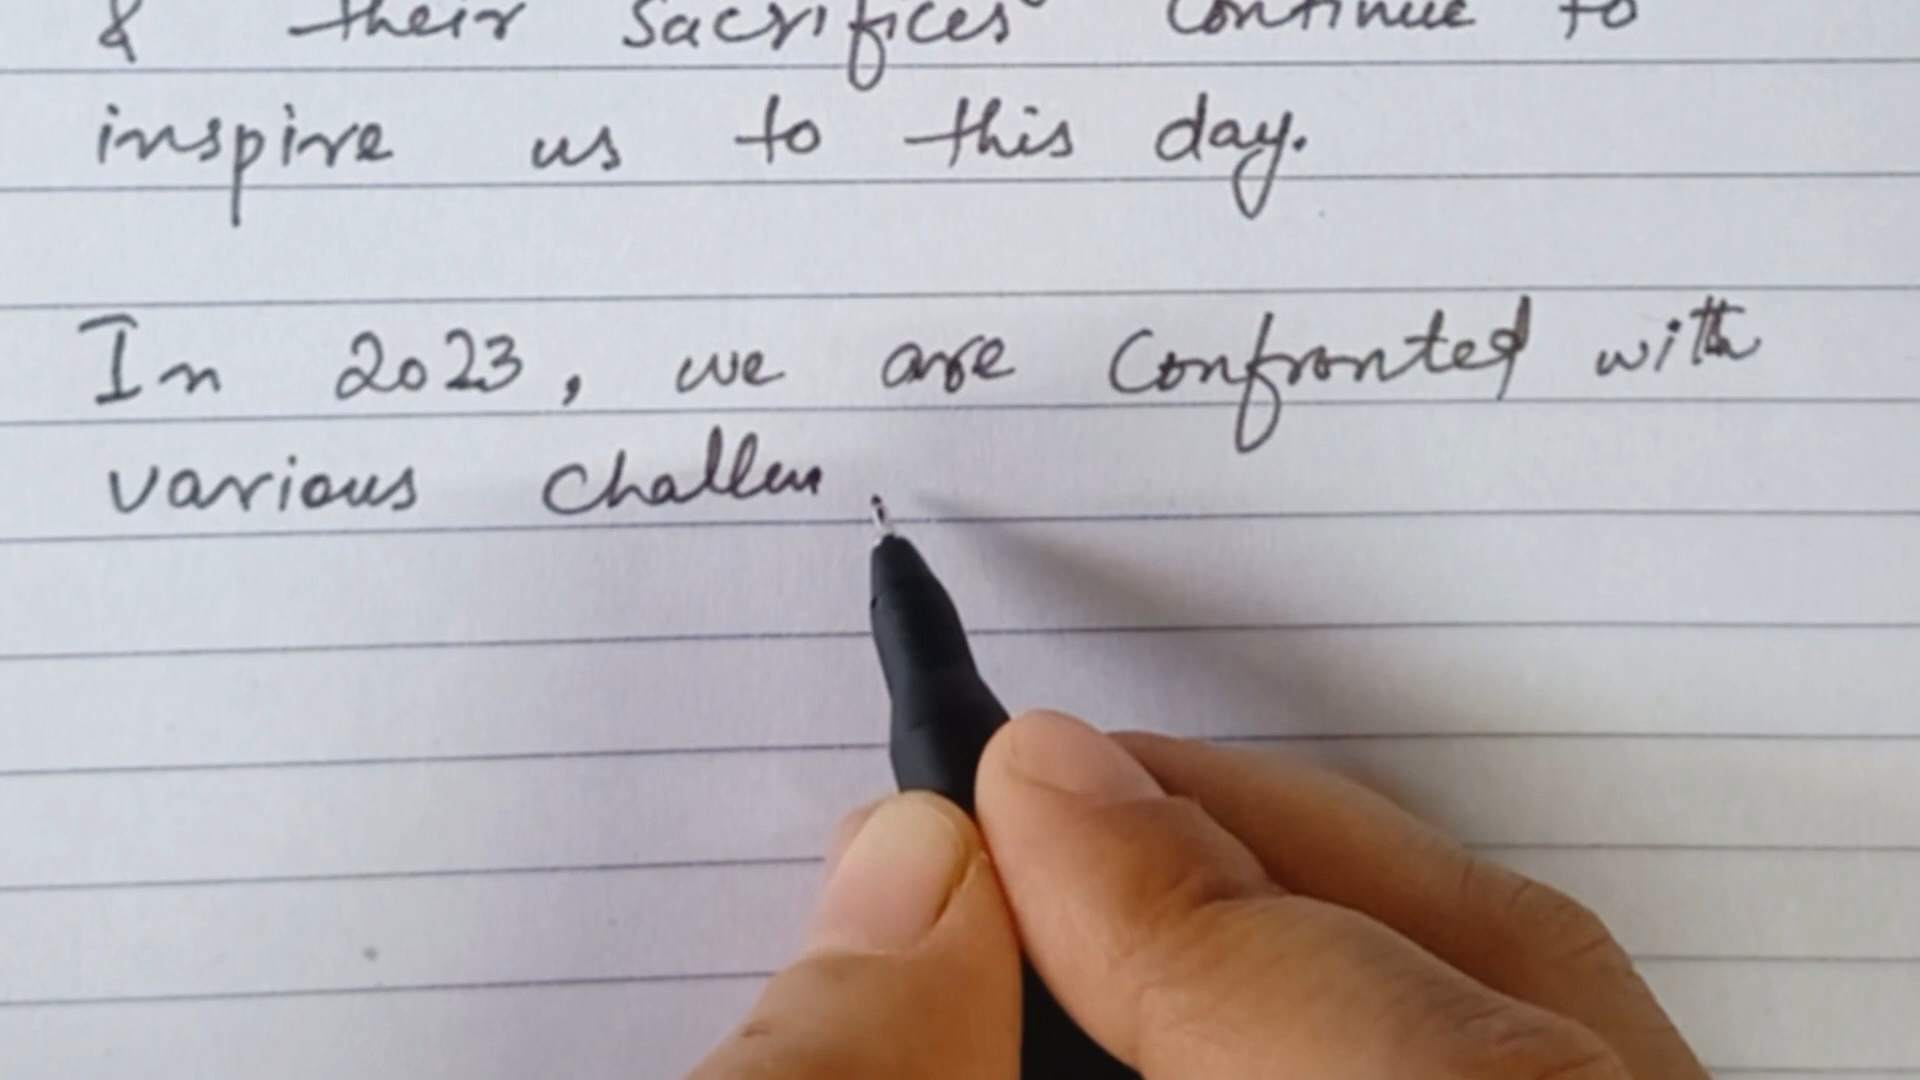 & their Sacrifices continue to
inspire us to this day.
In 2023, we are Confronted with
various Challen